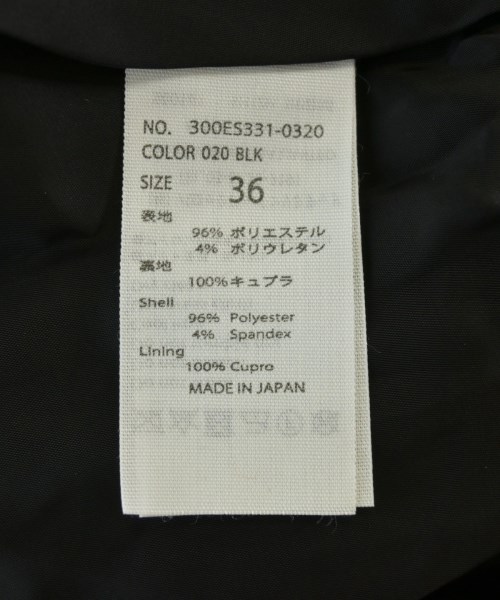 NO. 300ES331-0320
COLOR 020 BLK
SIZE 36
表地
96% ポリエステル
4% ポリウレタン
裏地
100%キュプラ
Shell
96% Polyester
4% Spandex
Lining
100% Cupro
MADE IN JAPAN